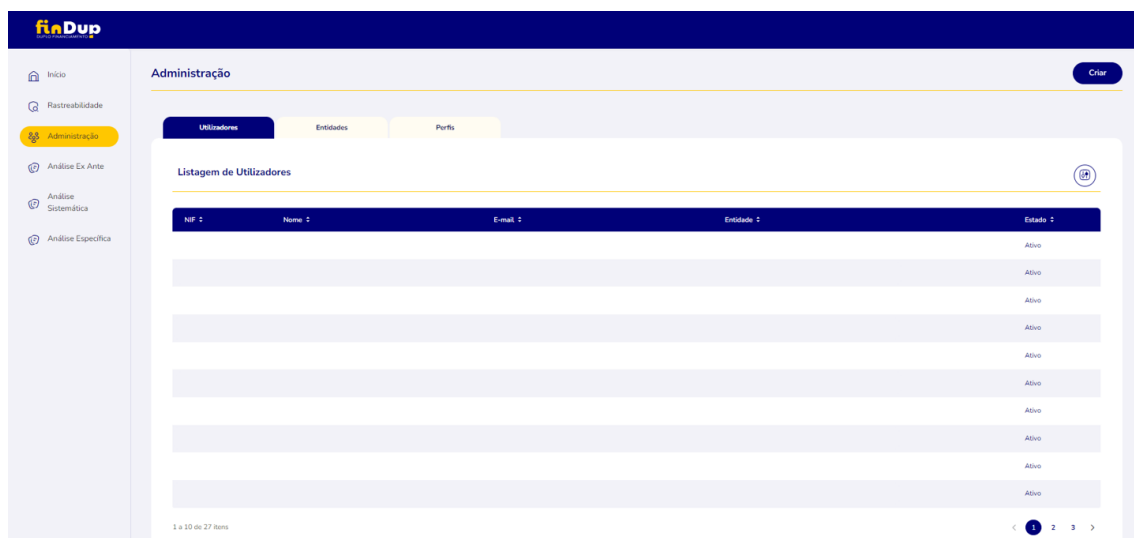 finDup
DUPLO FINANCIAMENTO
Início
Rastreabilidade
Administração
Análise Ex Ante
Análise
Sistemática
Análise Específica
Administração
Criar
Utilizadores Entidades Perfis
Listagem de Utilizadores
NIF Nome E-mail Entidade Estado
Ativo
Ativo
Ativo
Ativo
Ativo
Ativo
Ativo
Ativo
Ativo
Ativo
1 a 10 de 27 itens
< 1 2 3 >